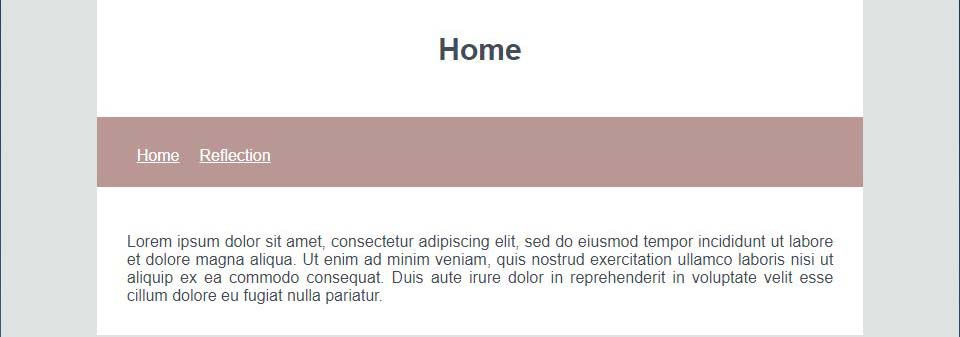 Home
Home Reflection
Lorem ipsum dolor sit amet, consectetur adipiscing elit, sed do eiusmod tempor incididunt ut labore
et dolore magna aliqua. Ut enim ad minim veniam, quis nostrud exercitation ullamco laboris nisi ut
aliquip ex ea commodo consequat. Duis aute irure dolor in reprehenderit in voluptate velit esse
cillum dolore eu fugiat nulla pariatur.